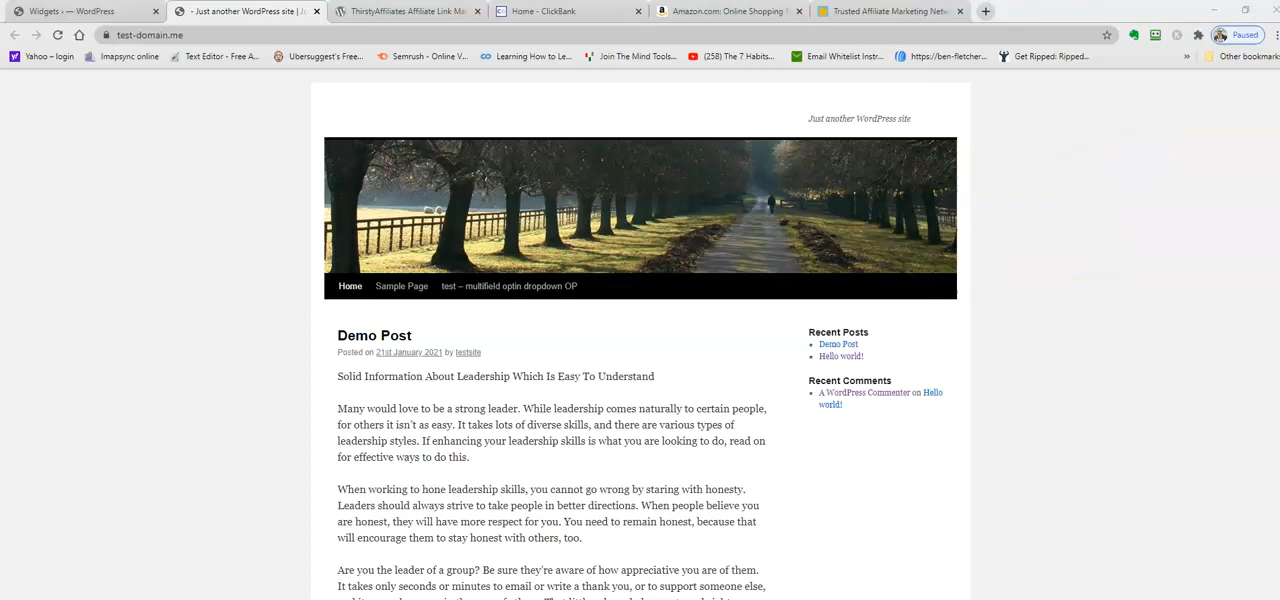 Widgets ‹ — WordPress
- Just another WordPress site | Ju
ThirstyAffiliates Affiliate Link Ma
Home - ClickBank
Amazon.com: Online Shopping
Trusted Affiliate Marketing Netw
test-domain.me
Paused
Yahoo – login
Imapsync online
Text Editor - Free A...
Ubersuggest's Free...
Semrush - Online V...
Learning How to Le...
Join The Mind Tools...
(258) The 7 Habits...
Email Whitelist Instr...
https://ben-fletcher...
Get Ripped: Ripped...
»
Other bookmarks
Just another WordPress site
Home
Sample Page
test – multifield optin dropdown OP
Demo Post
Posted on 21st January 2021 by testsite
Solid Information About Leadership Which Is Easy To Understand
Many would love to be a strong leader. While leadership comes naturally to certain people,
for others it isn't as easy. It takes lots of diverse skills, and there are various types of
leadership styles. If enhancing your leadership skills is what you are looking to do, read on
for effective ways to do this.
When working to hone leadership skills, you cannot go wrong by staring with honesty.
Leaders should always strive to take people in better directions. When people believe you
are honest, they will have more respect for you. You need to remain honest, because that
will encourage them to stay honest with others, too.
Are you the leader of a group? Be sure they're aware of how appreciative you are of them.
It takes only seconds or minutes to email or write a thank you, or to support someone else,
Recent Posts
Demo Post
Hello world!
Recent Comments
A WordPress Commenter on Hello
world!